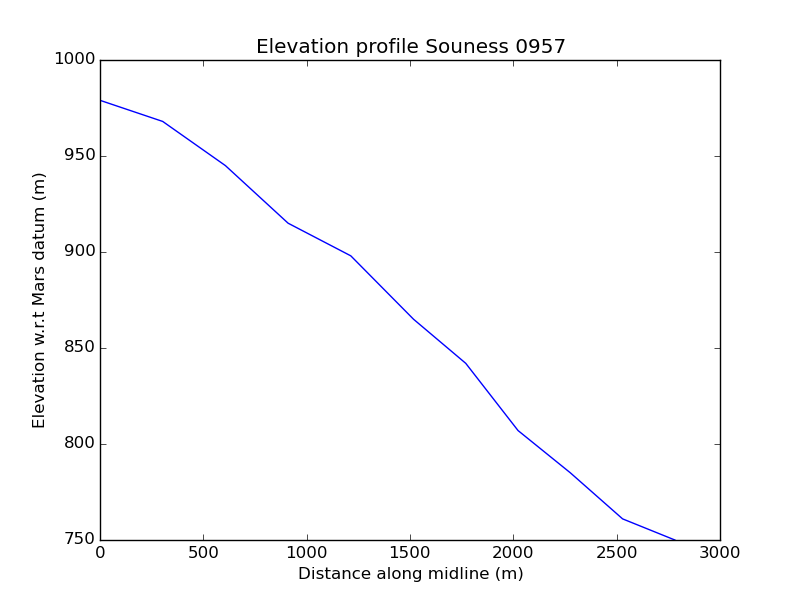 Elevation profile Souness 0957
1000
950
900
850
800
750
Elevation w.r.t Mars datum (m)
0 500 1000 1500 2000 2500 3000
Distance along midline (m)